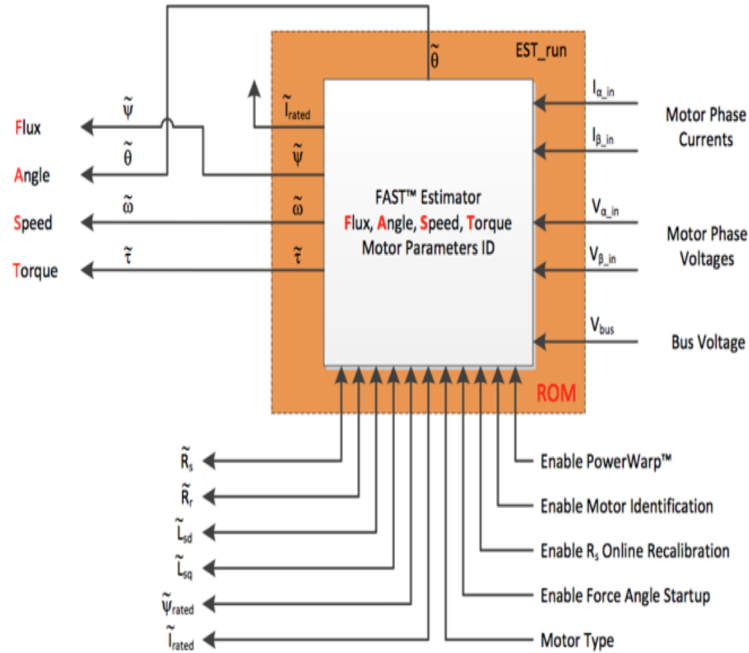 EST_run
θ̃
Ĩrated
Iα_in
Iβ_in
Motor Phase
Currents
Flux
ψ̃
ψ̃
Angle
θ̃
Speed
ω̃
ω̃
Torque
τ̃
τ̃
FAST™ Estimator
Flux, Angle, Speed, Torque
Motor Parameters ID
Vα_in
Vβ_in
Motor Phase
Voltages
Vbus
Bus Voltage
ROM
R̃s
R̃r
L̃sd
L̃sq
ψ̃rated
Ĩrated
Enable PowerWarp™
Enable Motor Identification
Enable Rs Online Recalibration
Enable Force Angle Startup
Motor Type